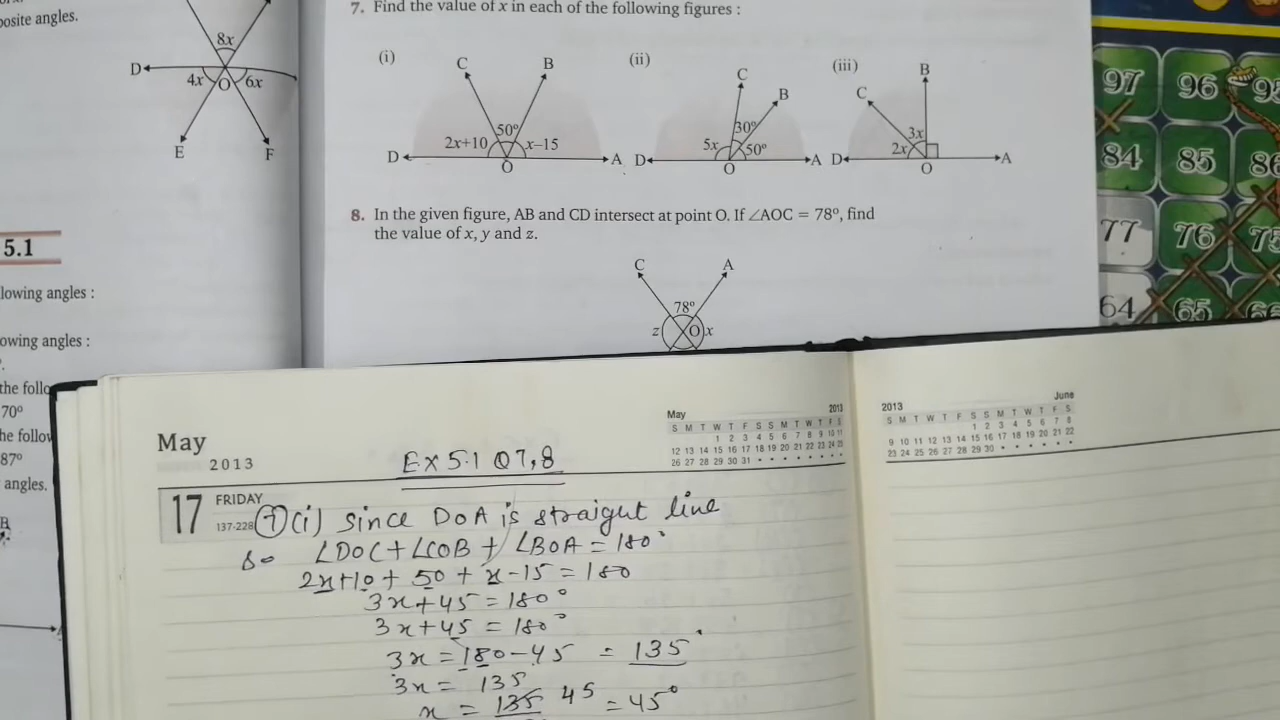 posite angles.
8x
D
4x O 6x
E F
5.1
llowing angles :
owing angles :
the follo
70°
he follow
87°
angles.
7. Find the value of x in each of the following figures :
(i) C B
50°
2x+10 x–15
D O A
(ii) C B
30°
5x 50°
D O A
(iii) B
C
3x
2x
D O A
8. In the given figure, AB and CD intersect at point O. If ∠AOC = 78°, find
the value of x, y and z.
C A
78°
z O x
97 96 95
84 85 86
77 76 75
64 65 66
May
2013
17 FRIDAY
137-228
May 2013
S M T W T F S S M T W T F S S M T W T F S
1 2 3 4 5 6 7 8 9 10 11
12 13 14 15 16 17 18 19 20 21 22 23 24 25
26 27 28 29 30 31
2013 June
S M T W T F S S M T W T F S
1 2 3 4 5 6 7 8
9 10 11 12 13 14 15 16 17 18 19 20 21 22
23 24 25 26 27 28 29 30
Ex 5.1 Q7,8
7 (i) since DOA is straight line
so ∠DOC + ∠COB + ∠BOA = 180°
2x+10 + 50 + x-15 = 180
3x+45 = 180°
3x+45 = 180°
3x = 180-45 = 135°
3x = 135
x = 135 45 = 45°